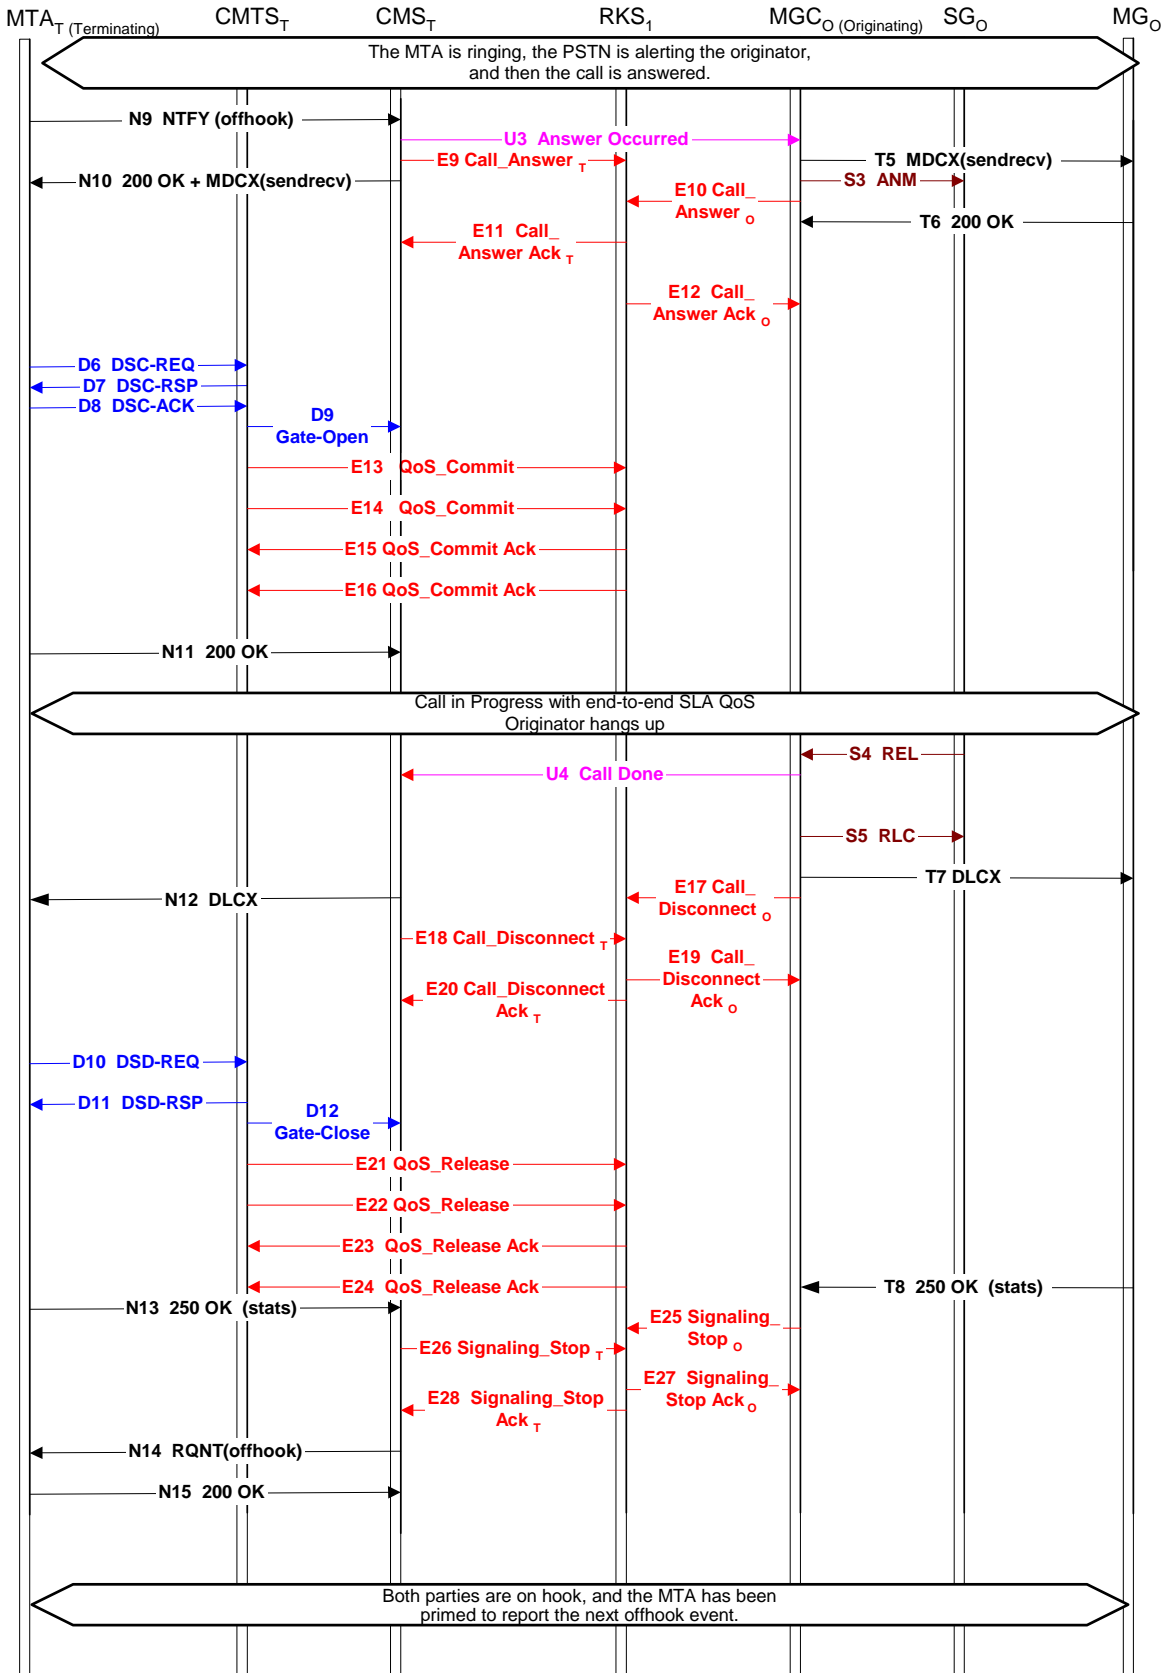 MTA T (Terminating) CMTS T CMS T RKS 1 MGC O (Originating) SG O MG O
The MTA is ringing, the PSTN is alerting the originator,
and then the call is answered.
N9 NTFY (offhook)
U3 Answer Occurred
E9 Call_Answer T
T5 MDCX(sendrecv)
N10 200 OK + MDCX(sendrecv)
S3 ANM
E10 Call_
Answer O
T6 200 OK
E11 Call_
Answer Ack T
E12 Call_
Answer Ack O
D6 DSC-REQ
D7 DSC-RSP
D8 DSC-ACK
D9
Gate-Open
E13 QoS_Commit
E14 QoS_Commit
E15 QoS_Commit Ack
E16 QoS_Commit Ack
N11 200 OK
Call in Progress with end-to-end SLA QoS
Originator hangs up
S4 REL
U4 Call Done
S5 RLC
T7 DLCX
E17 Call_
Disconnect O
N12 DLCX
E18 Call_Disconnect T
E19 Call_
Disconnect
Ack O
E20 Call_Disconnect
Ack T
D10 DSD-REQ
D11 DSD-RSP
D12
Gate-Close
E21 QoS_Release
E22 QoS_Release
E23 QoS_Release Ack
E24 QoS_Release Ack
T8 250 OK (stats)
N13 250 OK (stats)
E25 Signaling_
Stop O
E26 Signaling_Stop T
E27 Signaling_
Stop Ack O
E28 Signaling_Stop
Ack T
N14 RQNT(offhook)
N15 200 OK
Both parties are on hook, and the MTA has been
primed to report the next offhook event.